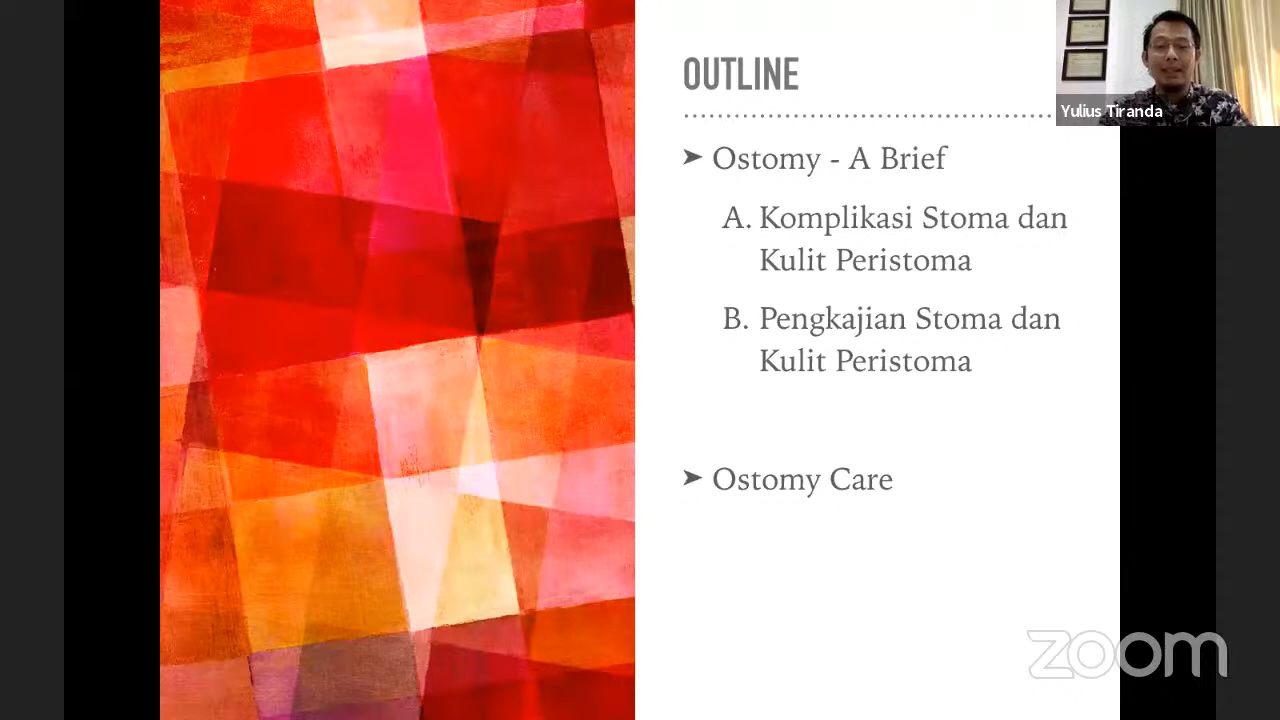 OUTLINE
Yulius Tiranda
➤ Ostomy - A Brief
A. Komplikasi Stoma dan
Kulit Peristoma
B. Pengkajian Stoma dan
Kulit Peristoma
➤ Ostomy Care
zoom